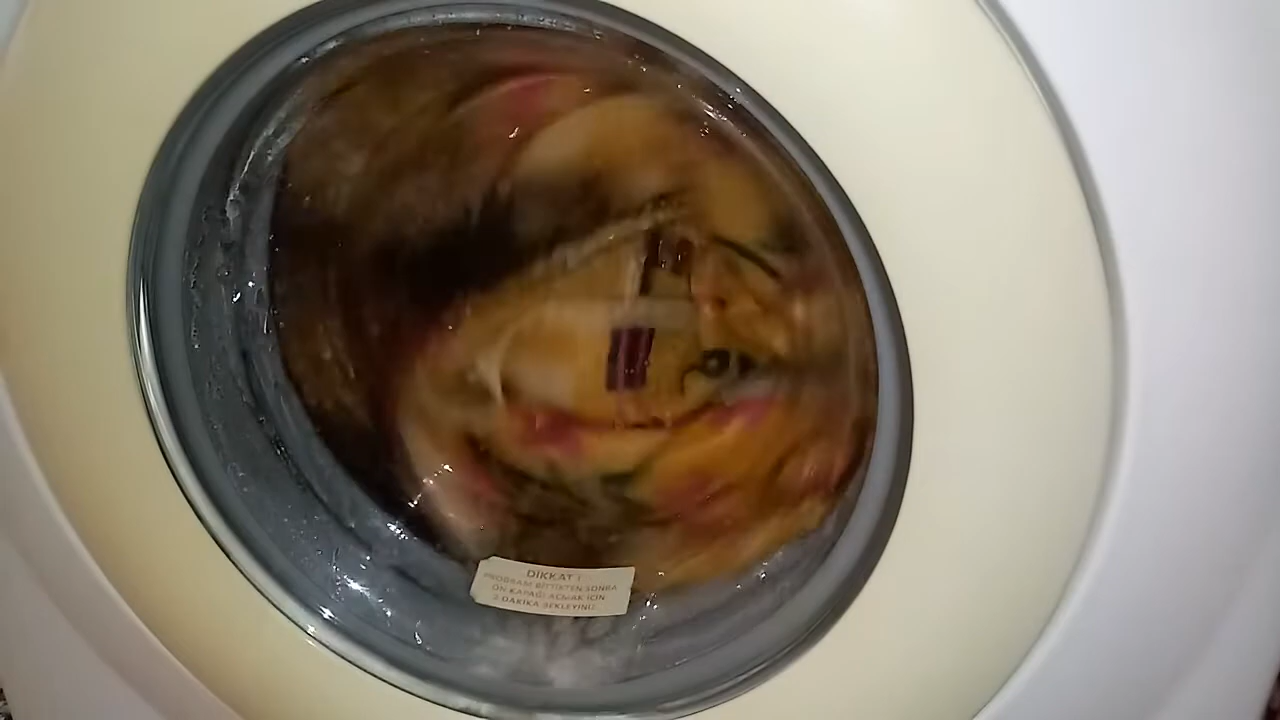 DİKKAT !
PROGRAM BİTTİKTEN SONRA
ÖN KAPAĞI AÇMAK İÇİN
2 DAKİKA BEKLEYİNİZ.